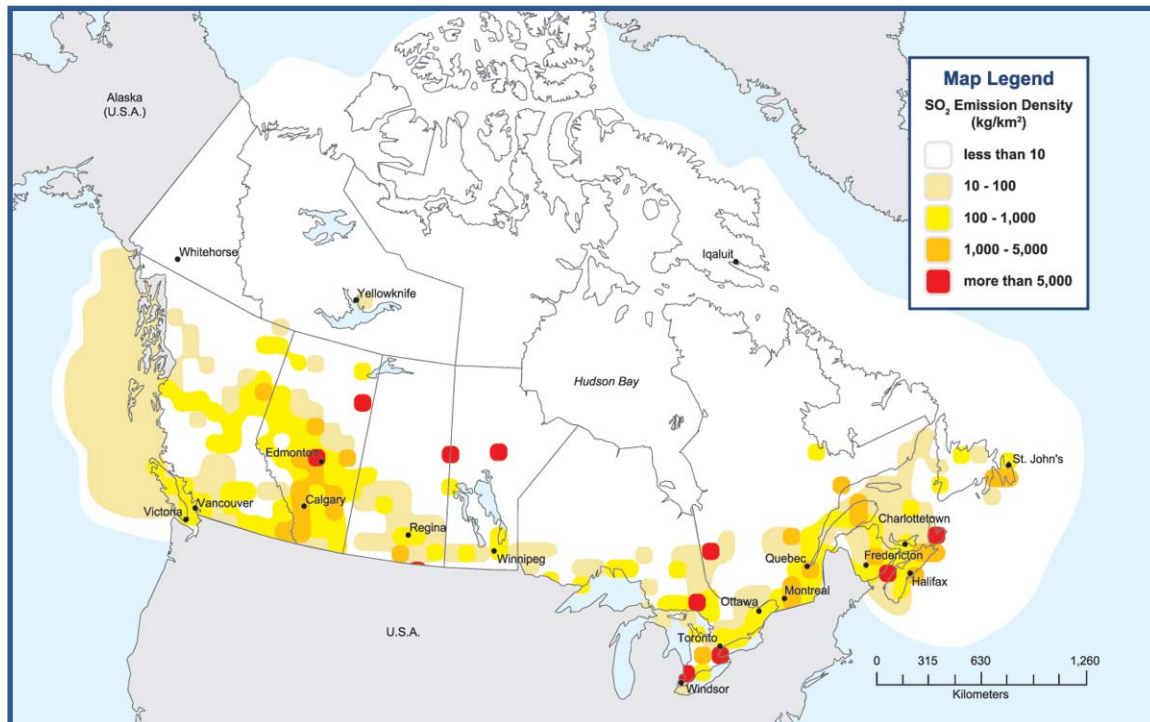 Map Legend
SO₂ Emission Density
(kg/km²)
less than 10
10 - 100
100 - 1,000
1,000 - 5,000
more than 5,000
Alaska
(U.S.A.)
Whitehorse
Iqaluit
Yellowknife
Hudson Bay
Edmonton
St. John's
Calgary
Vancouver
Victoria
Charlottetown
Regina
Winnipeg
Quebec
Fredericton
Halifax
Montreal
Ottawa
U.S.A.
Toronto
Windsor
0 315 630 1,260
Kilometers